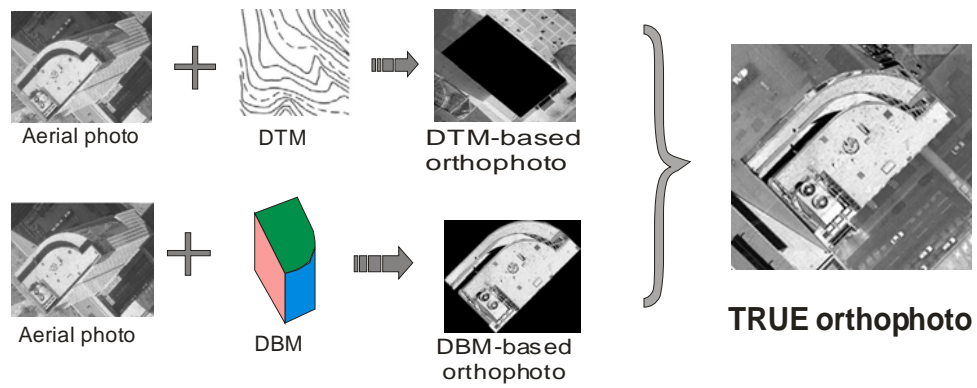 Aerial photo
DTM
DTM-based
orthophoto
Aerial photo
DBM
DBM-based
orthophoto
TRUE orthophoto